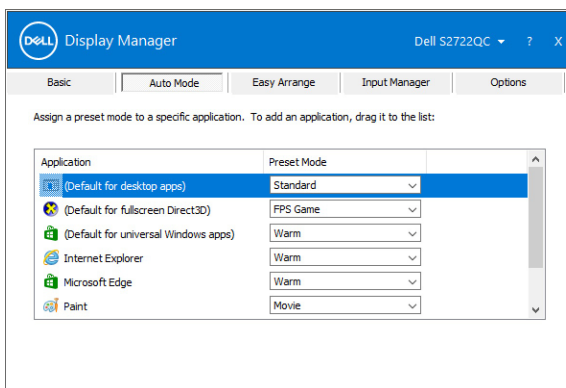 DELL Display Manager Dell S2722QC ? X
Basic Auto Mode Easy Arrange Input Manager Options
Assign a preset mode to a specific application. To add an application, drag it to the list:
Application Preset Mode
(Default for desktop apps) Standard
(Default for fullscreen Direct3D) FPS Game
(Default for universal Windows apps) Warm
Internet Explorer Warm
Microsoft Edge Warm
Paint Movie